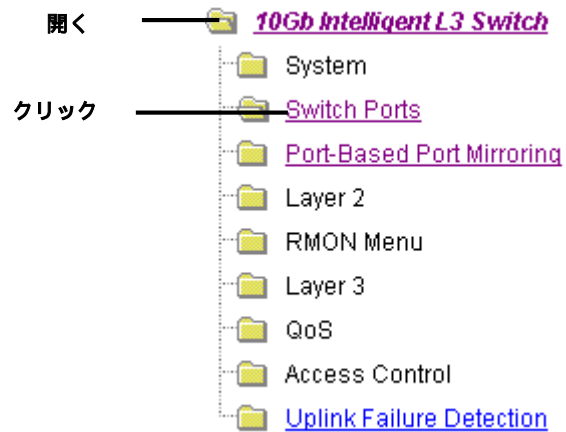 開く 10Gb Intelligent L3 Switch
System
クリック Switch Ports
Port-Based Port Mirroring
Layer 2
RMON Menu
Layer 3
QoS
Access Control
Uplink Failure Detection